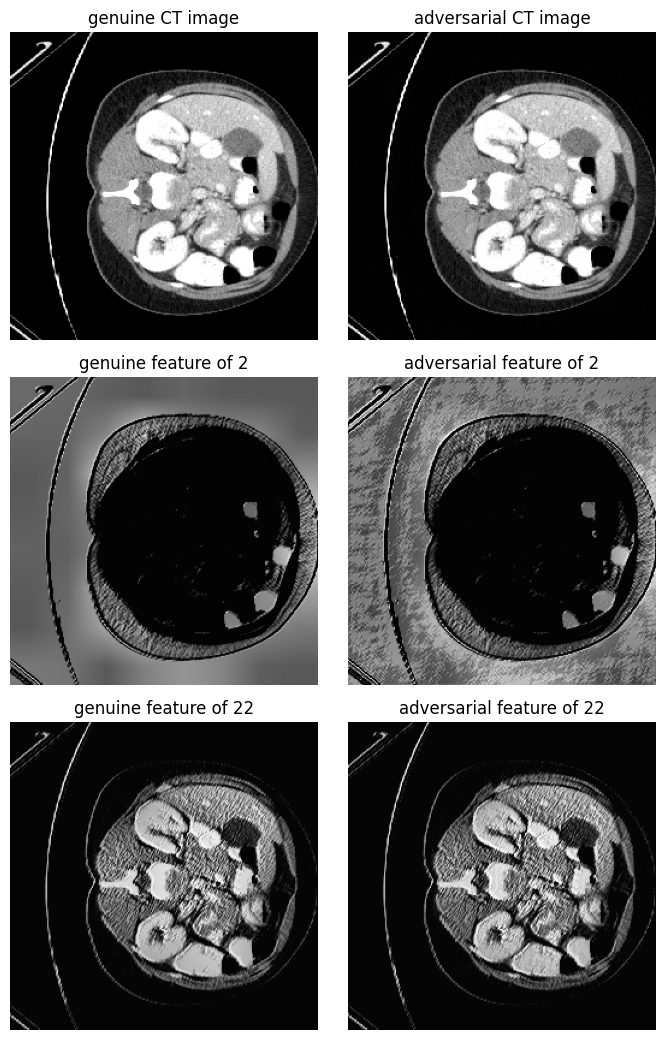 genuine CT image
adversarial CT image
genuine feature of 2
adversarial feature of 2
genuine feature of 22
adversarial feature of 22